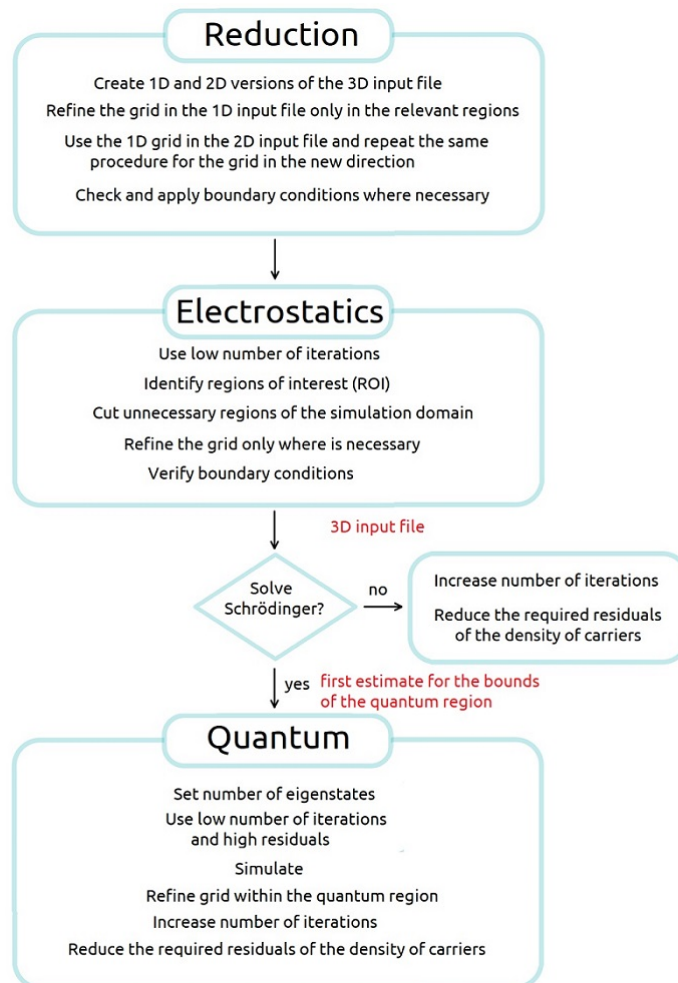 Reduction
Create 1D and 2D versions of the 3D input file
Refine the grid in the 1D input file only in the relevant regions
Use the 1D grid in the 2D input file and repeat the same
procedure for the grid in the new direction
Check and apply boundary conditions where necessary
Electrostatics
Use low number of iterations
Identify regions of interest (ROI)
Cut unnecessary regions of the simulation domain
Refine the grid only where is necessary
Verify boundary conditions
3D input file
Solve
Schrödinger?
no
Increase number of iterations
Reduce the required residuals
of the density of carriers
yes
first estimate for the bounds
of the quantum region
Quantum
Set number of eigenstates
Use low number of iterations
and high residuals
Simulate
Refine grid within the quantum region
Increase number of iterations
Reduce the required residuals of the density of carriers